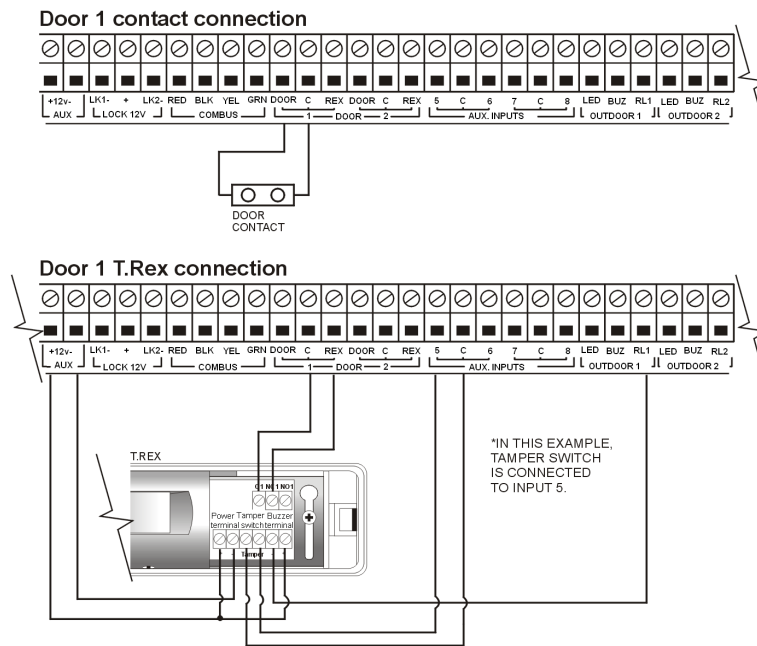 Door 1 contact connection
+12v- LK1- + LK2- RED BLK YEL GRN DOOR C REX DOOR C REX 5 C 6 7 C 8 LED BUZ RL1 LED BUZ RL2
AUX LOCK 12V COMBUS 1 DOOR 2 AUX. INPUTS OUTDOOR 1 OUTDOOR 2
DOOR
CONTACT
Door 1 T.Rex connection
+12v- LK1- + LK2- RED BLK YEL GRN DOOR C REX DOOR C REX 5 C 6 7 C 8 LED BUZ RL1 LED BUZ RL2
AUX LOCK 12V COMBUS 1 DOOR 2 AUX. INPUTS OUTDOOR 1 OUTDOOR 2
T.REX
*IN THIS EXAMPLE,
TAMPER SWITCH
IS CONNECTED
TO INPUT 5.
C1 NC1 NO1
Power Tamper Buzzer
terminal switch terminal
Tamper